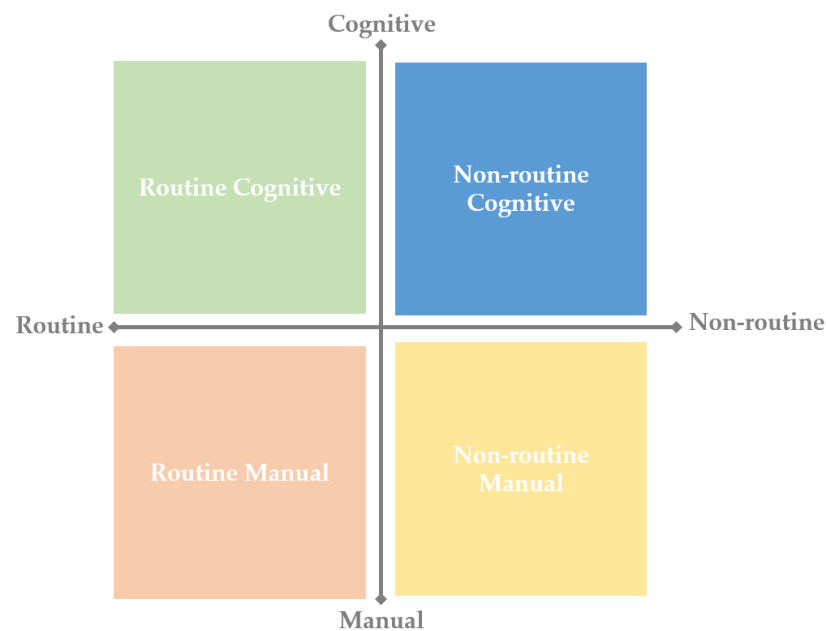 Cognitive
Routine Cognitive
Non-routine
Cognitive
Routine
Non-routine
Routine Manual
Non-routine
Manual
Manual